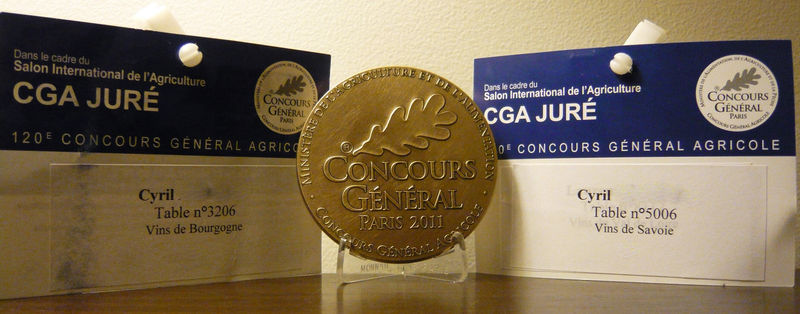 Dans le cadre du
Salon International de l'Agriculture
CGA JURÉ
CONCOURS
GÉNÉRAL
PARIS
120E CONCOURS GÉNÉRAL AGRICOLE
Cyril
Table n°3206
Vins de Bourgogne
MINISTÈRE DE L'AGRICULTURE ET DE L'ALIMENTATION
CONCOURS
GÉNÉRAL
PARIS 2011
CONCOURS GÉNÉRAL AGRICOLE
Dans le cadre du
Salon International de l'Agriculture
CGA JURÉ
CONCOURS
GÉNÉRAL
PARIS
CONCOURS GÉNÉRAL AGRICOLE
E CONCOURS GÉNÉRAL AGRICOLE
Cyril
Table n°5006
Vins de Savoie